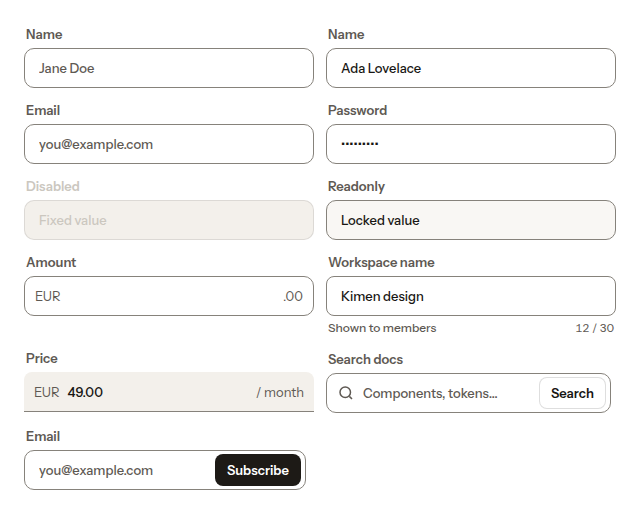 Name
Jane Doe
Name
Ada Lovelace
Email
you@example.com
Password
•••••••••
Disabled
Fixed value
Readonly
Locked value
Amount
EUR .00
Workspace name
Kimen design
Shown to members 12 / 30
Price
EUR 49.00 / month
Search docs
Components, tokens... Search
Email
you@example.com Subscribe